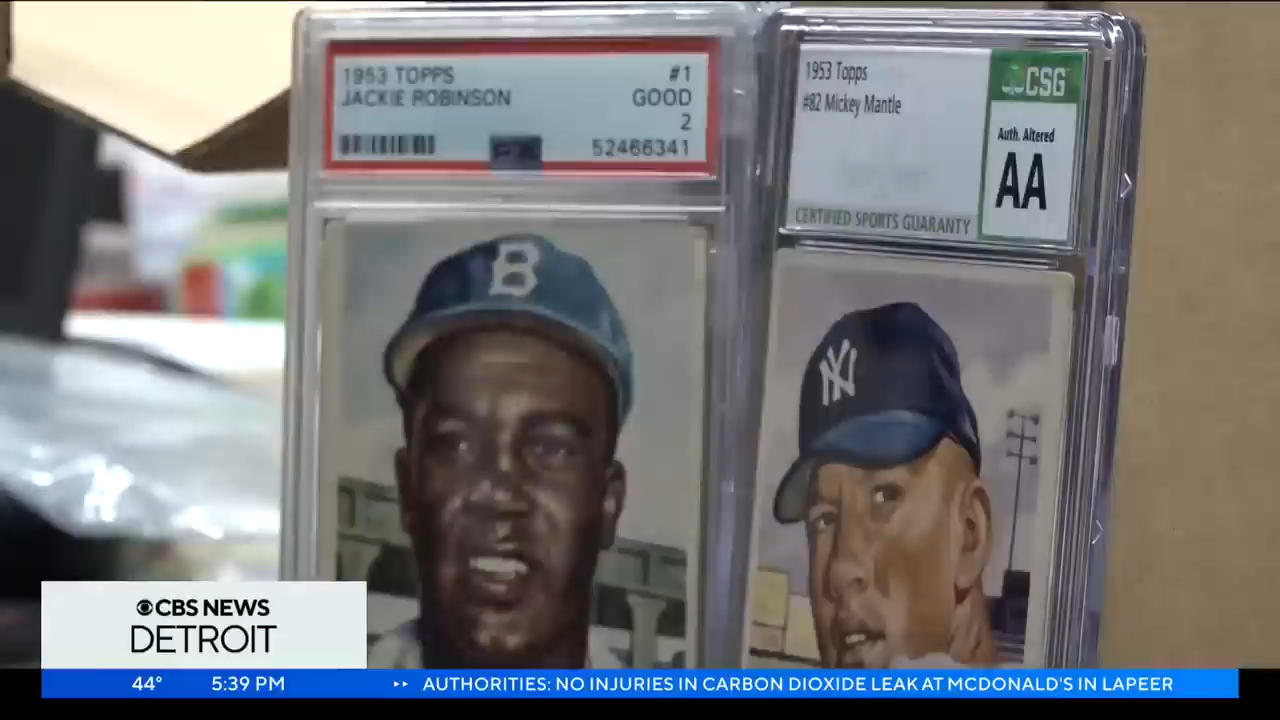 1953 TOPPS #1
JACKIE ROBINSON GOOD
2
52466341
1953 Topps
#82 Mickey Mantle
CSG
Auth. Altered
AA
CERTIFIED SPORTS GUARANTY
B
NY
CBS NEWS
DETROIT
44° 5:39 PM AUTHORITIES: NO INJURIES IN CARBON DIOXIDE LEAK AT MCDONALD'S IN LAPEER